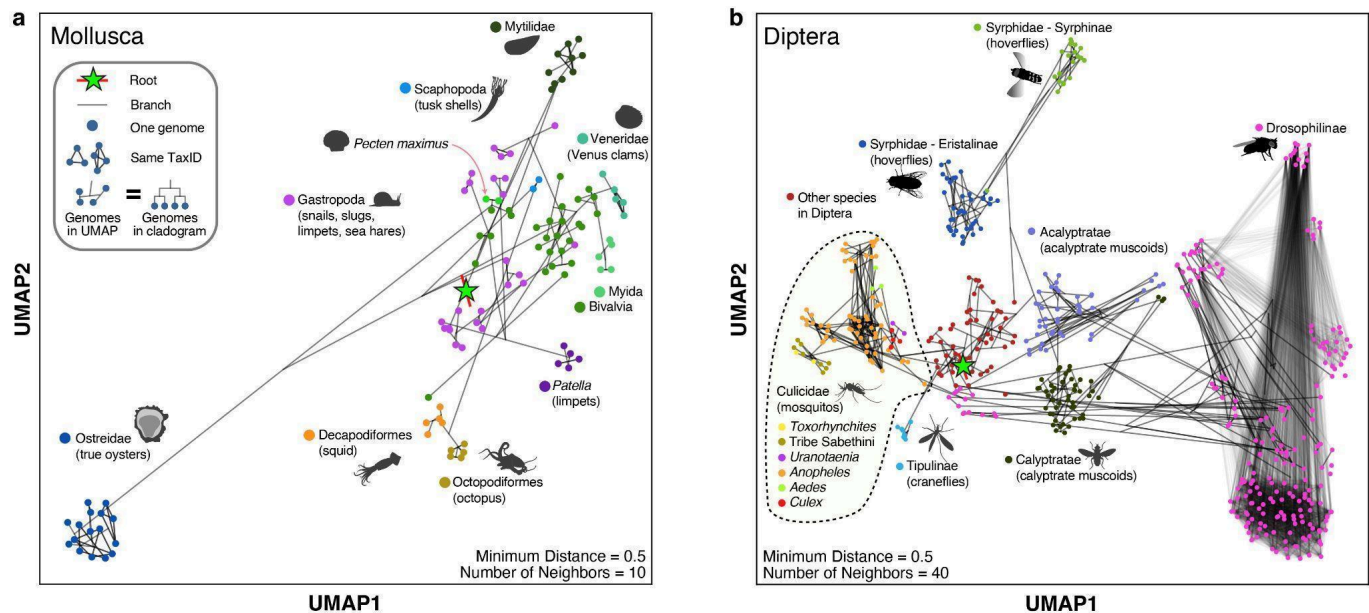 a
Mollusca
Root
Branch
One genome
Same TaxID
=
Genomes
in UMAP
Genomes
in cladogram
Mytilidae
Scaphopoda
(tusk shells)
Pecten maximus
Veneridae
(Venus clams)
Gastropoda
(snails, slugs,
limpets, sea hares)
Myida
Bivalvia
Patella
(limpets)
Ostreidae
(true oysters)
Decapodiformes
(squid)
Octopodiformes
(octopus)
Minimum Distance = 0.5
Number of Neighbors = 10
UMAP2
UMAP1
b
Diptera
Syrphidae - Syrphinae
(hoverflies)
Drosophilinae
Syrphidae - Eristalinae
(hoverflies)
Other species
in Diptera
Acalyptratae
(acalyptrate muscoids)
Culicidae
(mosquitos)
Toxorhynchites
Tribe Sabethini
Uranotaenia
Anopheles
Aedes
Culex
Tipulinae
(craneflies)
Calyptratae
(calyptrate muscoids)
Minimum Distance = 0.5
Number of Neighbors = 40
UMAP2
UMAP1